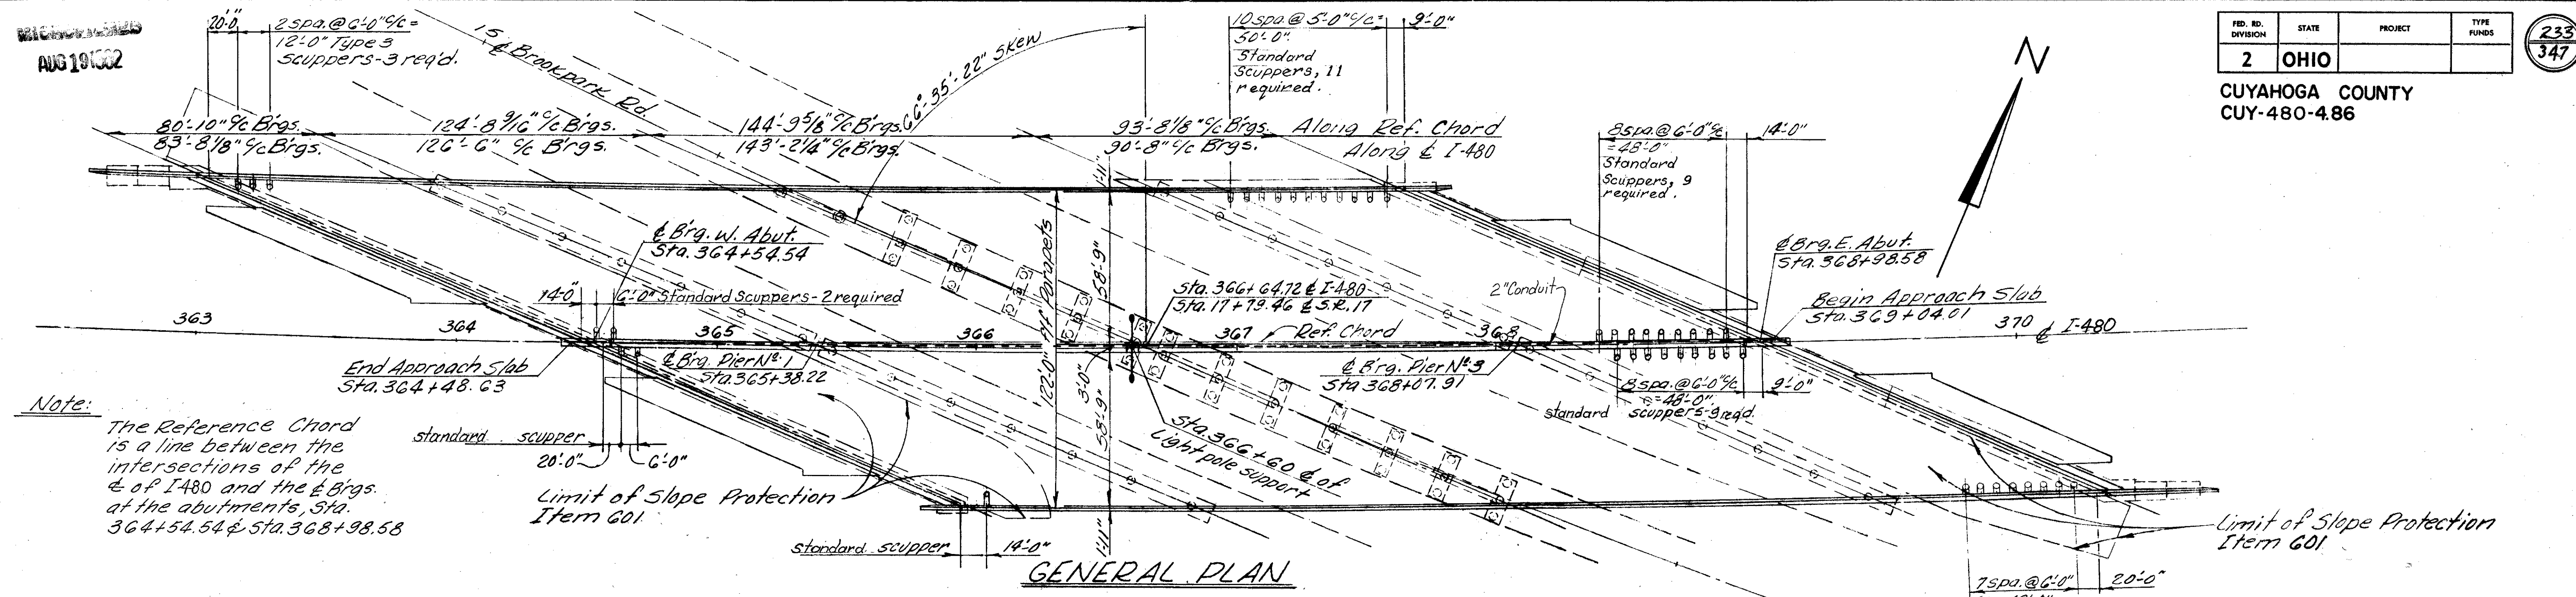 AUG 19 1982
20'-0"
2 spa. @ 6'-0" c/c =
12'-0" Type 3
Scuppers - 3 req'd.
℄ Brookpark Rd.
66°-35'-22" Skew
10 spa. @ 5'-0" c/c =
50'-0"
Standard
Scuppers, 11
required.
9'-0"
N
FED. RD. DIVISION
STATE
PROJECT
TYPE FUNDS
2
OHIO
233
347
CUYAHOGA COUNTY
CUY-480-4.86
80'-10" c/c Brgs.
124'-8 9/16" c/c Brgs.
144'-9 5/8" c/c Brgs.
93'-8 1/8" c/c Brgs. Along Ref. Chord
83'-8 1/8" c/c Brgs.
126'-6" c/c Brgs.
143'-2 1/4" c/c Brgs.
90'-8" c/c Brgs. Along ℄ I-480
8 spa. @ 6'-0" c/c
= 48'-0"
Standard
Scuppers, 9
required.
14'-0"
1'-11"
℄ Brg. W. Abut.
Sta. 364+54.54
122'-0" f/f Parapets
58'-9"
℄ Brg. E. Abut.
Sta. 368+98.58
14'-0"
6'-0" Standard Scuppers - 2 required
Sta. 366+64.72 ℄ I-480
Sta. 17+79.46 ℄ S.R. 17
2" Conduit
Begin Approach Slab
Sta. 369+04.01
363
364
365
366
367
Ref. Chord
368
370
℄ I-480
End Approach Slab
Sta. 364+48.63
℄ Brg. Pier Nº 1
Sta. 365+38.22
3'-0"
℄ Brg. Pier Nº 3
Sta. 368+07.91
8 spa. @ 6'-0" c/c
= 48'-0"
9'-0"
standard scuppers - 9 req'd.
Note:
The Reference Chord
is a line between the
intersections of the
℄ of I-480 and the ℄ Brgs.
at the abutments, Sta.
364+54.54 & Sta. 368+98.58
standard scupper
20'-0"
6'-0"
58'-9"
Sta. 366+60 ℄ of
Light pole support
Limit of Slope Protection
Item 601
Limit of Slope Protection
Item 601
standard scupper
14'-0"
1'-11"
GENERAL PLAN
7 spa. @ 6'-0"
20'-0"